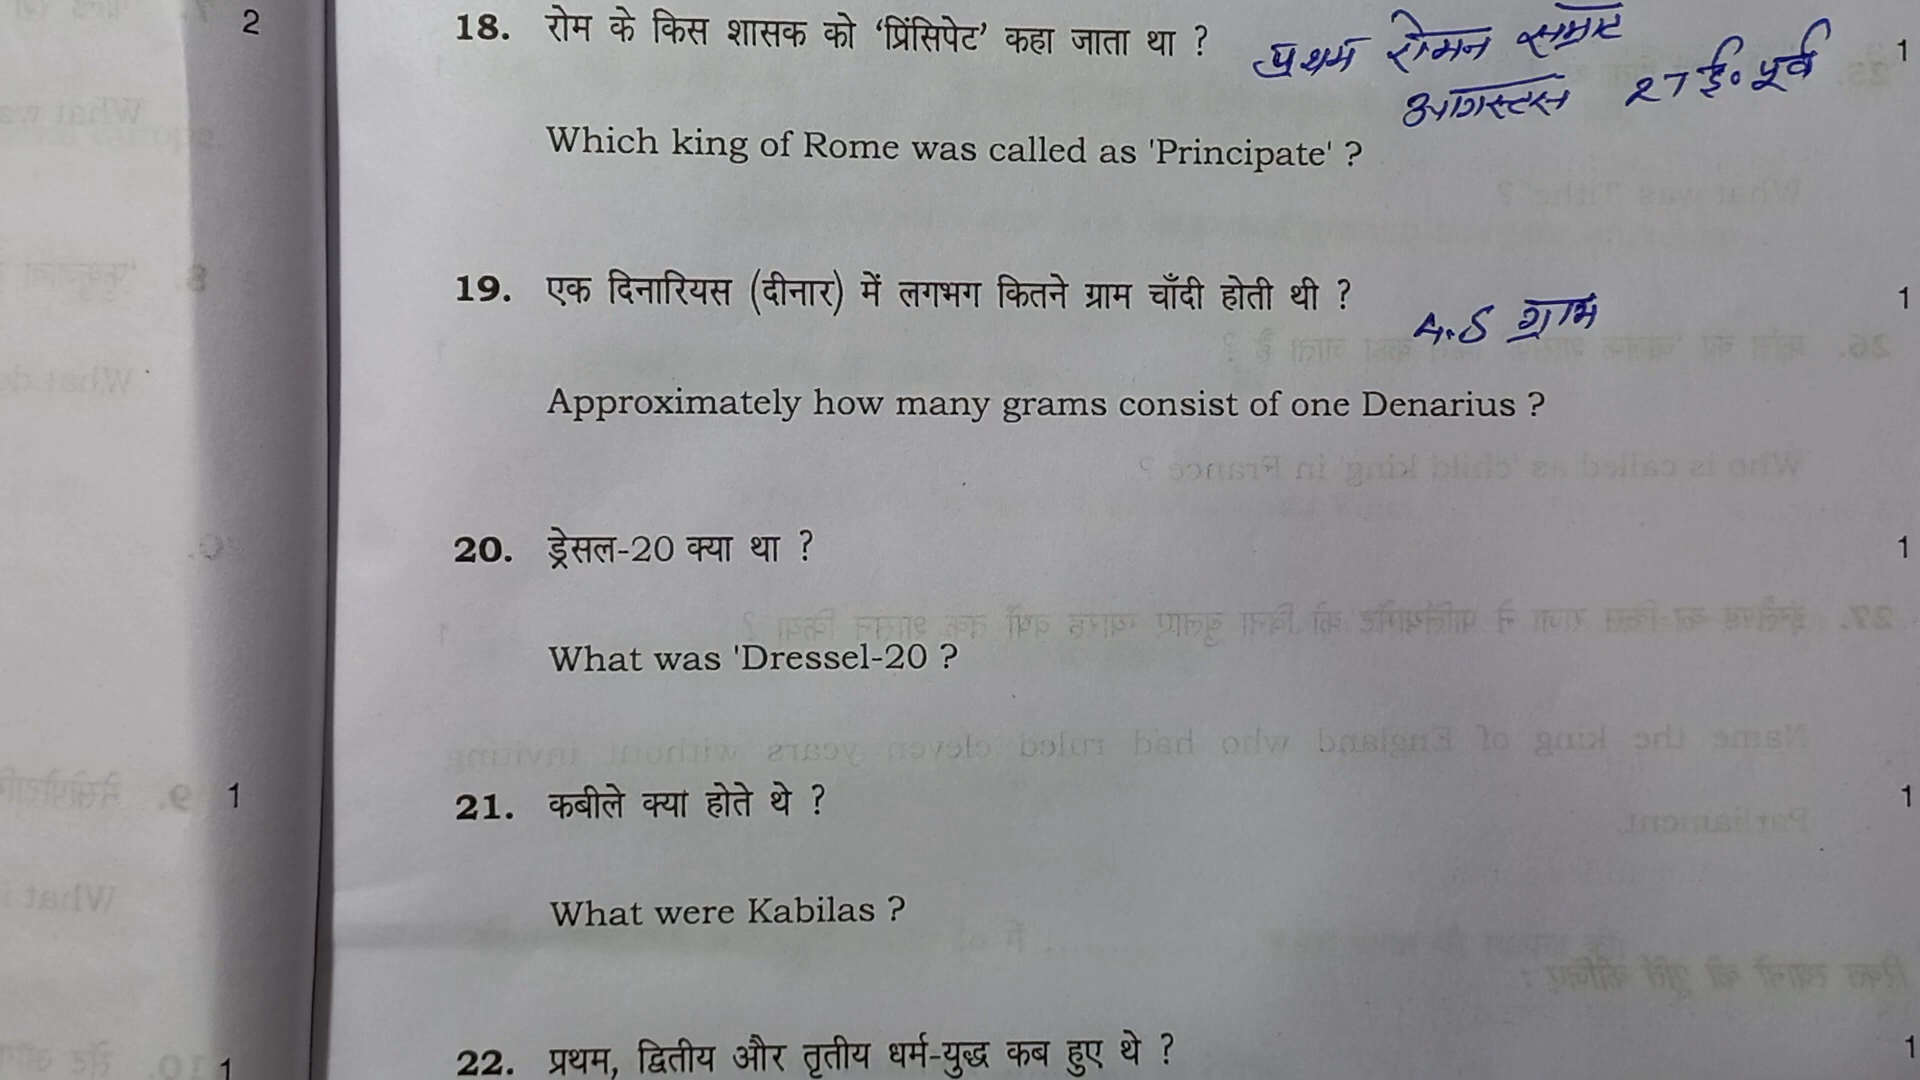 2
18. रोम के किस शासक को ‘प्रिंसिपेट’ कहा जाता था ? प्रथम रोमन सम्राट 1
आगस्टस 27 ई० पूर्व
Which king of Rome was called as 'Principate' ?
19. एक दिनारियस (दीनार) में लगभग कितने ग्राम चाँदी होती थी ? 1
4.5 ग्राम
Approximately how many grams consist of one Denarius ?
20. ड्रेसल-20 क्या था ? 1
What was 'Dressel-20 ?
1
21. कबीले क्या होते थे ? 1
What were Kabilas ?
1
22. प्रथम, द्वितीय और तृतीय धर्म-युद्ध कब हुए थे ? 1